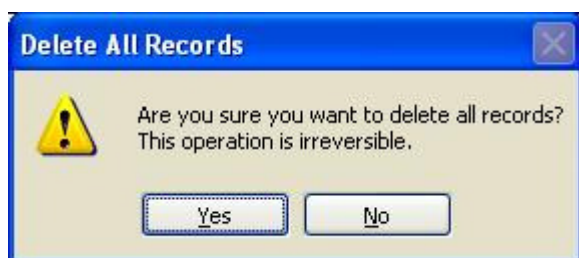 Delete All Records
Are you sure you want to delete all records?
This operation is irreversible.
Yes
No